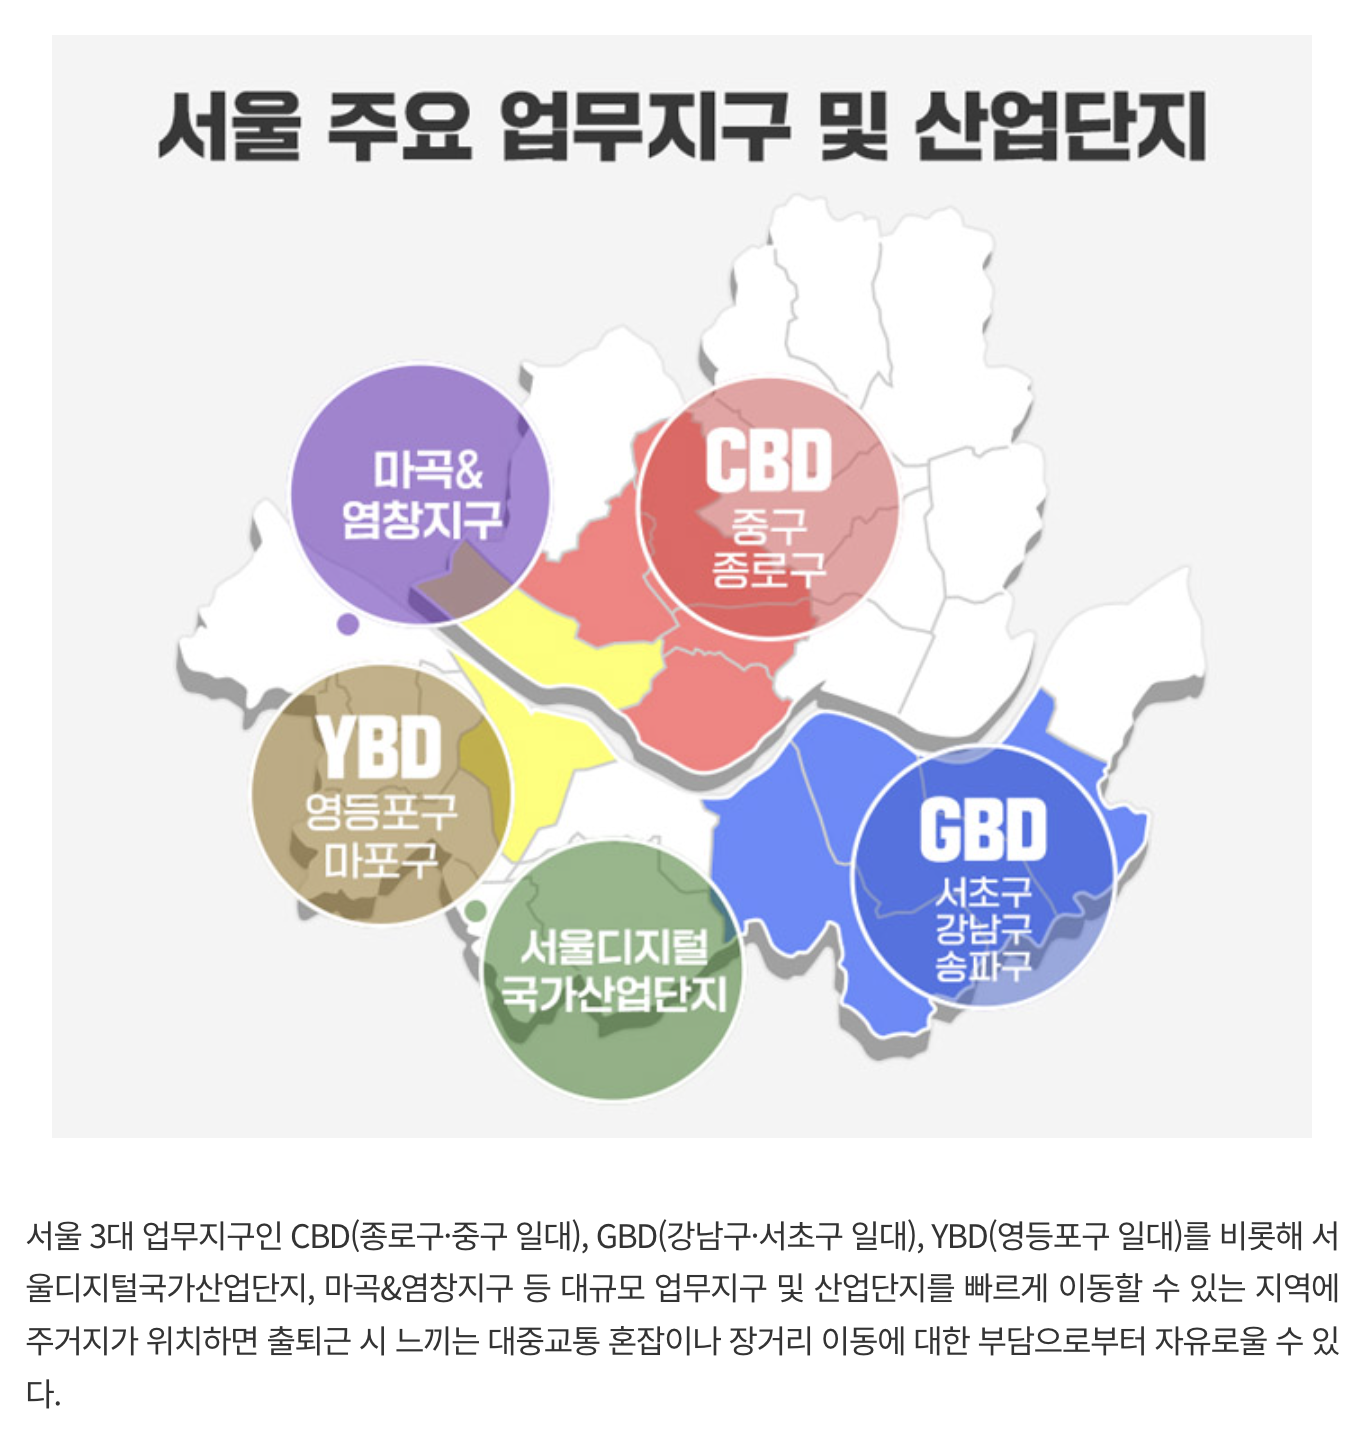 서울 주요 업무지구 및 산업단지
마곡&
염창지구
CBD
중구
종로구
YBD
영등포구
마포구
GBD
서초구
강남구
송파구
서울디지털
국가산업단지
서울 3대 업무지구인 CBD(종로구·중구 일대), GBD(강남구·서초구 일대), YBD(영등포구 일대)를 비롯해 서
울디지털국가산업단지, 마곡&염창지구 등 대규모 업무지구 및 산업단지를 빠르게 이동할 수 있는 지역에
주거지가 위치하면 출퇴근 시 느끼는 대중교통 혼잡이나 장거리 이동에 대한 부담으로부터 자유로울 수 있
다.